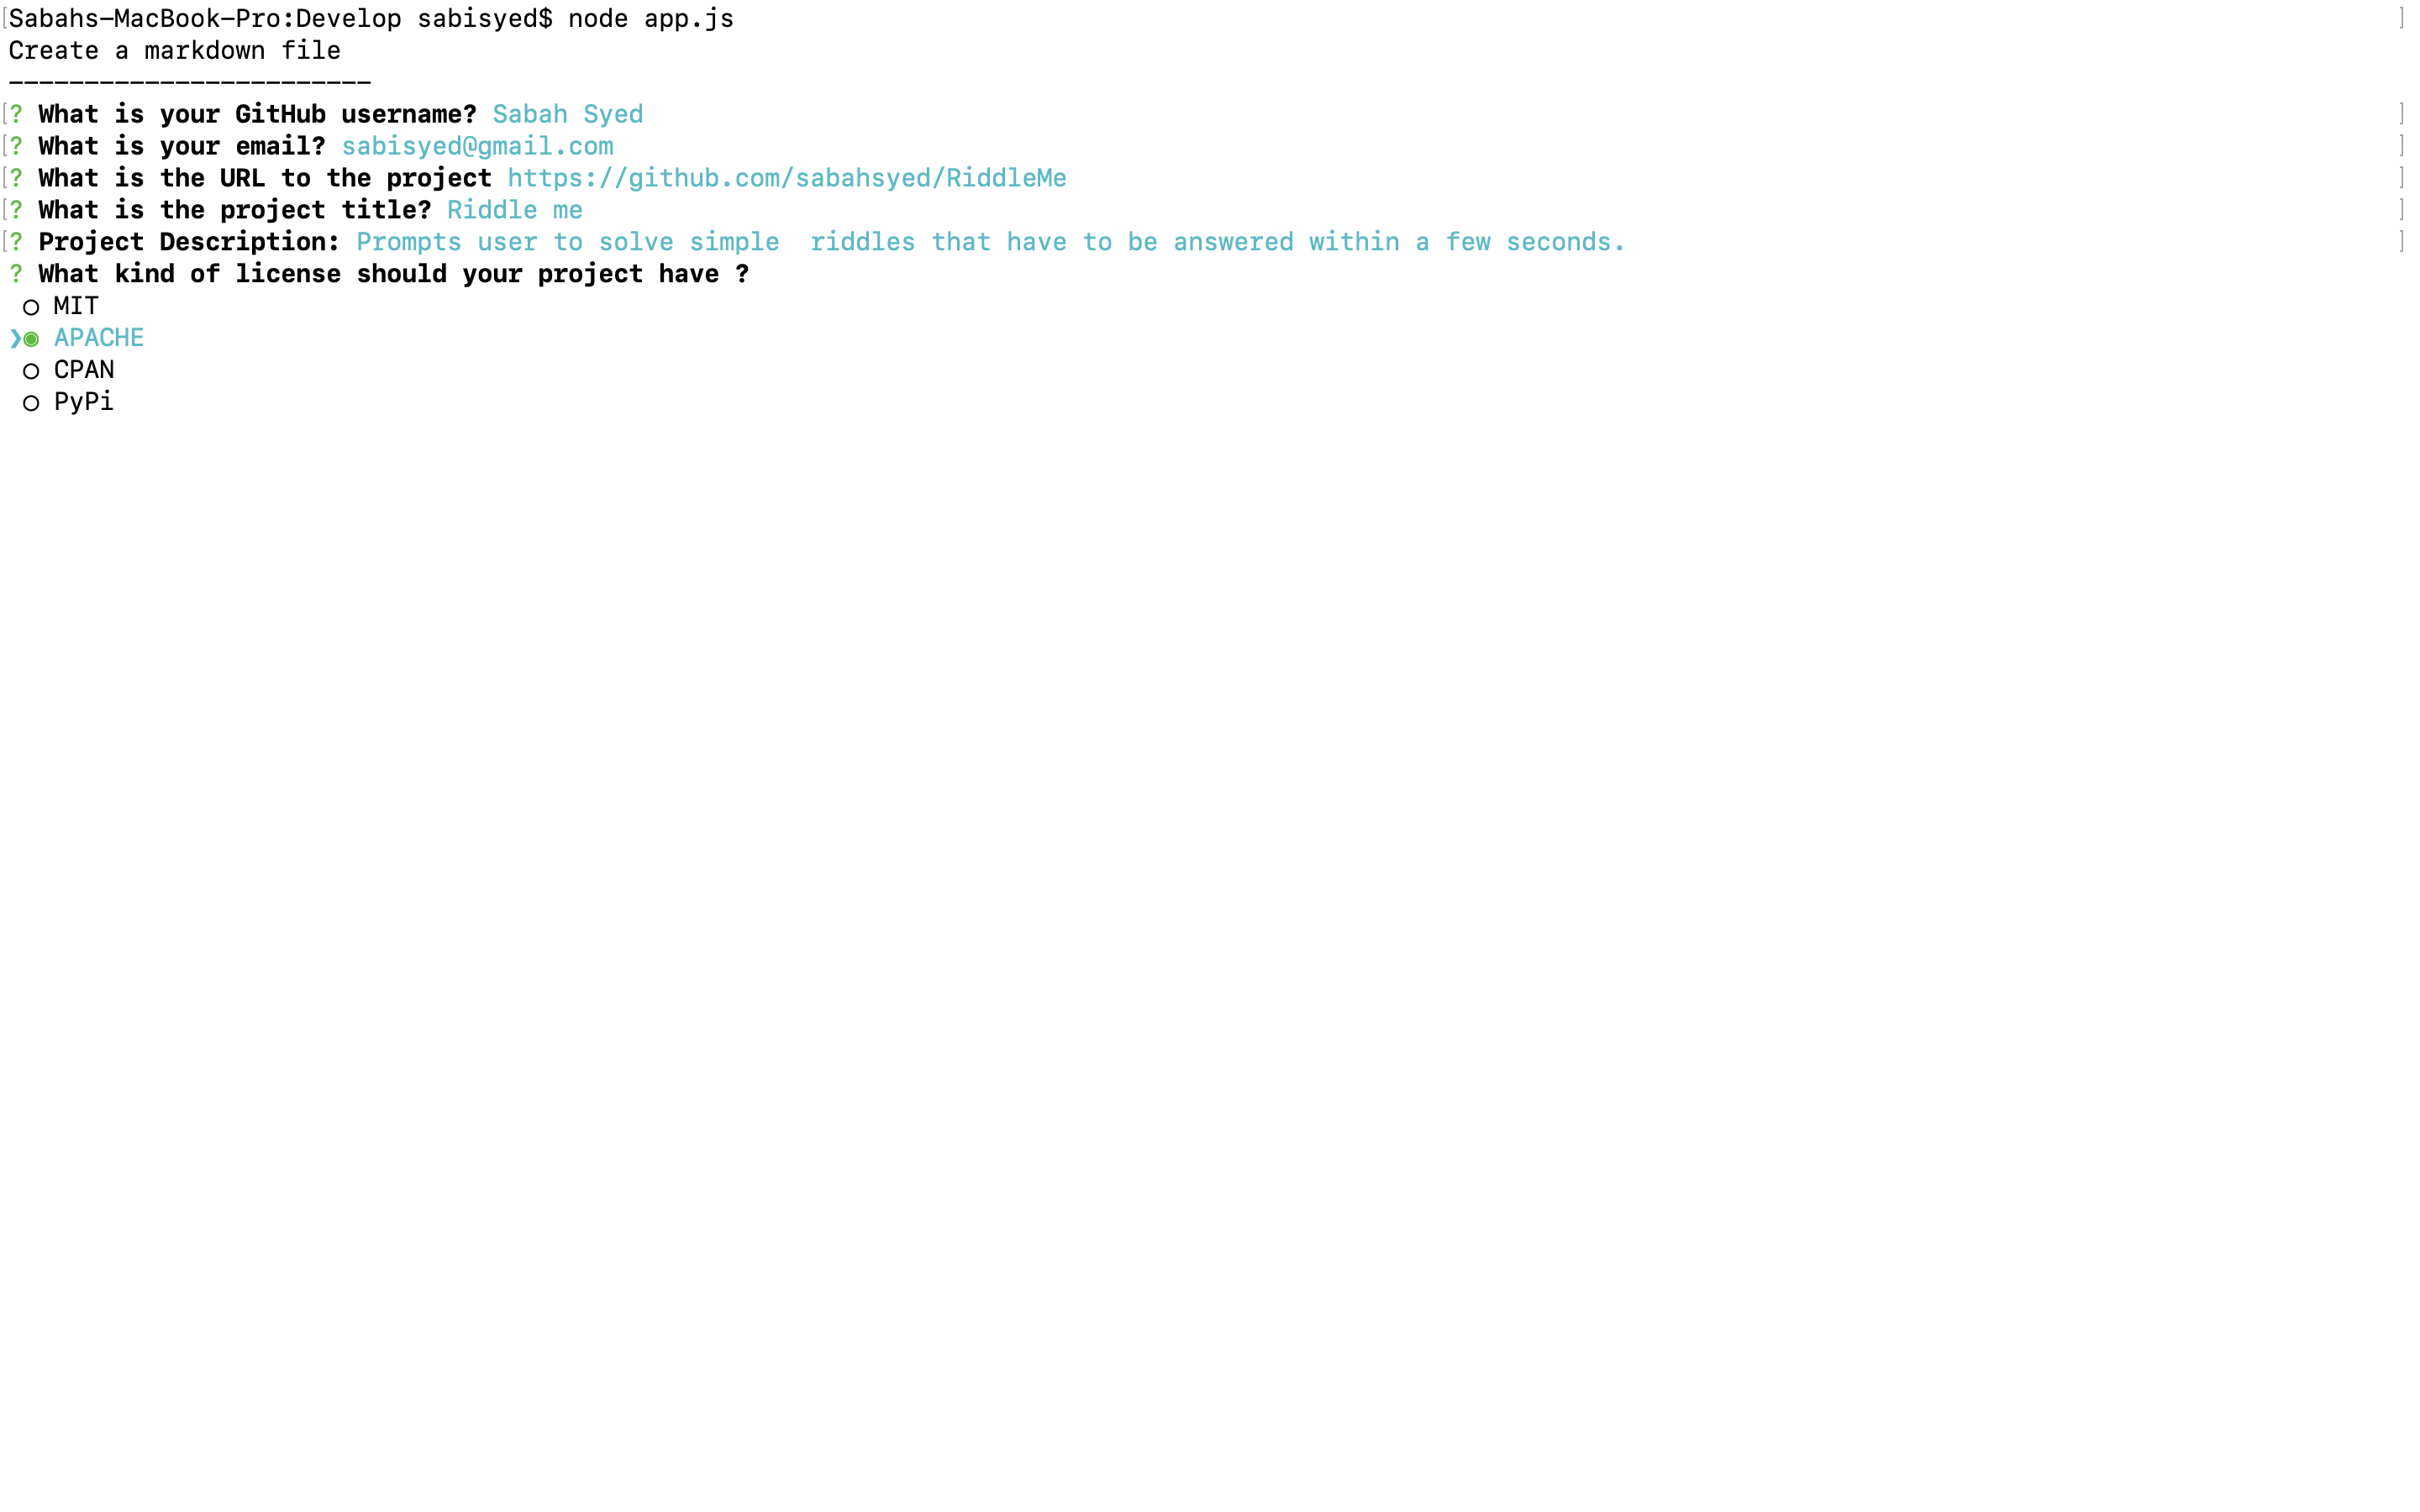 [Sabahs-MacBook-Pro:Develop sabisyed$ node app.js ]
Create a markdown file
------------------------
[? What is your GitHub username? Sabah Syed ]
[? What is your email? sabisyed@gmail.com ]
[? What is the URL to the project https://github.com/sabahsyed/RiddleMe ]
[? What is the project title? Riddle me ]
[? Project Description: Prompts user to solve simple  riddles that have to be answered within a few seconds. ]
? What kind of license should your project have ?
◯ MIT
❯◉ APACHE
◯ CPAN
◯ PyPi